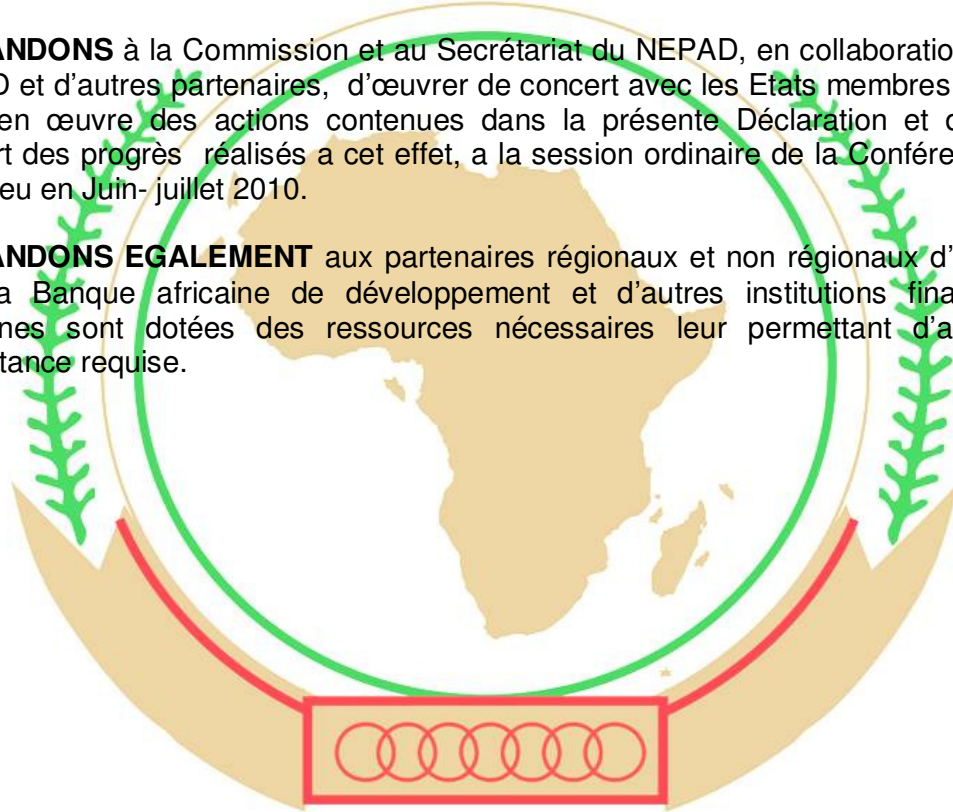 ANDONS à la Commission et au Secrétariat du NEPAD, en collaboratio
D et d'autres partenaires, d'œuvrer de concert avec les Etats membres
en œuvre des actions contenues dans la présente Déclaration et
rt des progrès réalisés a cet effet, a la session ordinaire de la Confére
eu en Juin- juillet 2010.
ANDONS EGALEMENT aux partenaires régionaux et non régionaux d'
a Banque africaine de développement et d'autres institutions fina
nes sont dotées des ressources nécessaires leur permettant d'a
tance requise.